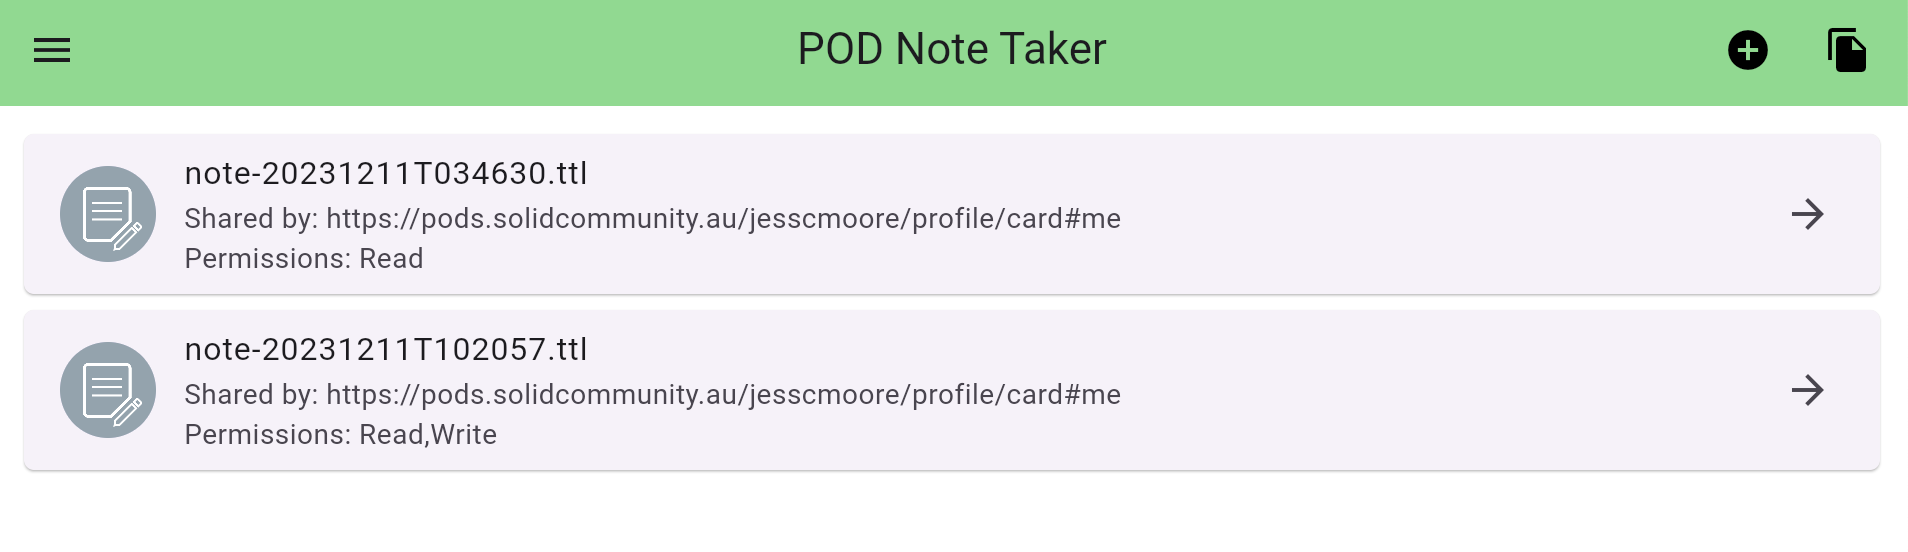 POD Note Taker
note-20231211T034630.ttl
Shared by: https://pods.solidcommunity.au/jesscmoore/profile/card#me
Permissions: Read
note-20231211T102057.ttl
Shared by: https://pods.solidcommunity.au/jesscmoore/profile/card#me
Permissions: Read,Write